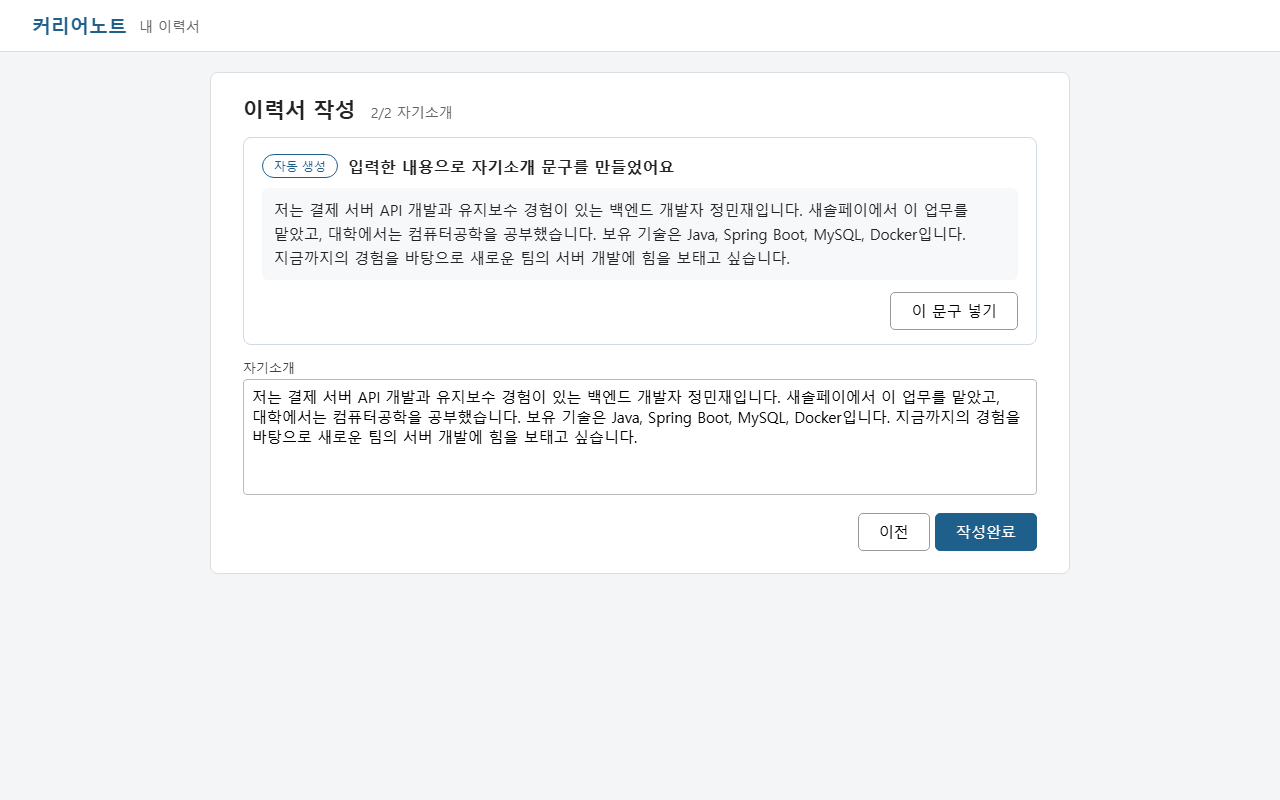 커리어노트 내 이력서
이력서 작성 2/2 자기소개
자동 생성 입력한 내용으로 자기소개 문구를 만들었어요
저는 결제 서버 API 개발과 유지보수 경험이 있는 백엔드 개발자 정민재입니다. 새솔페이에서 이 업무를
맡았고, 대학에서는 컴퓨터공학을 공부했습니다. 보유 기술은 Java, Spring Boot, MySQL, Docker입니다.
지금까지의 경험을 바탕으로 새로운 팀의 서버 개발에 힘을 보태고 싶습니다.
이 문구 넣기
자기소개
저는 결제 서버 API 개발과 유지보수 경험이 있는 백엔드 개발자 정민재입니다. 새솔페이에서 이 업무를 맡았고,
대학에서는 컴퓨터공학을 공부했습니다. 보유 기술은 Java, Spring Boot, MySQL, Docker입니다. 지금까지의 경험을
바탕으로 새로운 팀의 서버 개발에 힘을 보태고 싶습니다.
이전 작성완료